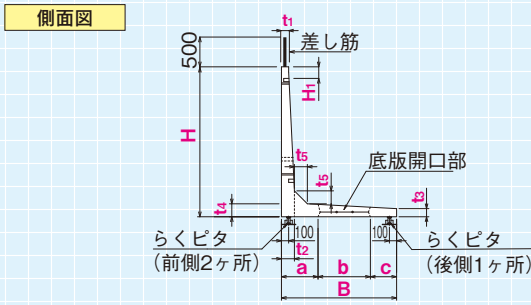 側面図
t1
500
差し筋
H1
H
t5
t5
底版開口部
t4
t3
らくピタ
（前側2ヶ所）
100
100
らくピタ
（後側1ヶ所）
t2
a
b
c
B